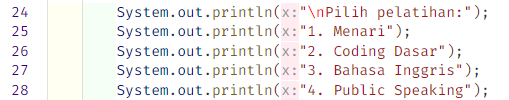 24 System.out.println(x:"\nPilih pelatihan:");
25 System.out.println(x:"1. Menari");
26 System.out.println(x:"2. Coding Dasar");
27 System.out.println(x:"3. Bahasa Inggris");
28 System.out.println(x:"4. Public Speaking");